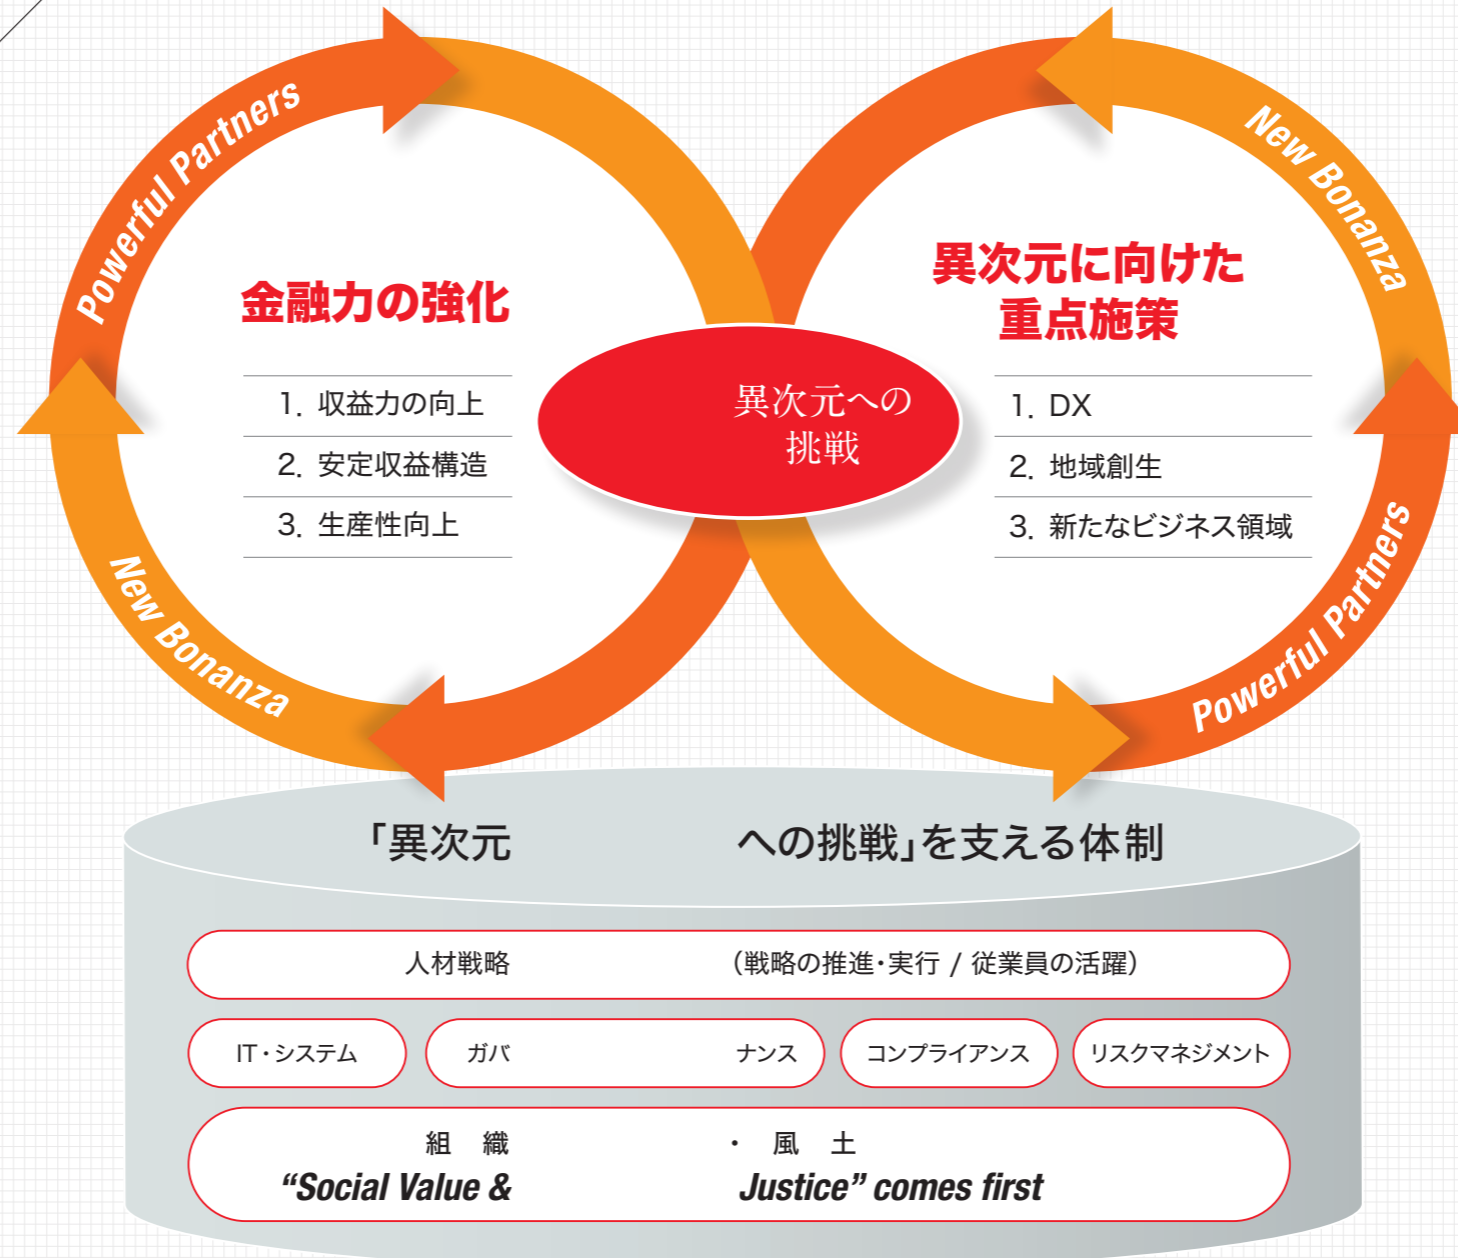 Powerful Partners
New Bonanza
金融力の強化
1. 収益力の向上
2. 安定収益構造
3. 生産性向上
New Bonanza
異次元への
挑戦
異次元に向けた
重点施策
1. DX
2. 地域創生
3. 新たなビジネス領域
Powerful Partners
「異次元 への挑戦」を支える体制
人材戦略 （戦略の推進・実行 / 従業員の活躍）
IT・システム ガバ ナンス コンプライアンス リスクマネジメント
組 織 ・ 風 土
“Social Value & Justice” comes first